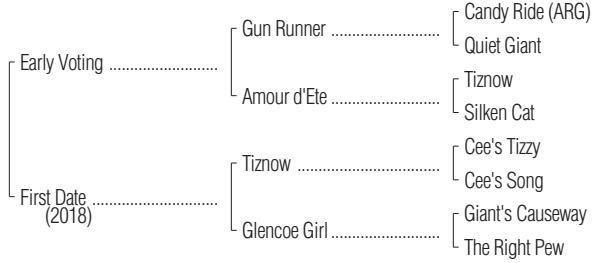 Candy Ride (ARG)
Gun Runner ........................
Quiet Giant
Early Voting ........................
Tiznow
Amour d'Ete ........................
Silken Cat
Cee's Tizzy
Tiznow ................................
Cee's Song
First Date ............................
(2018)
Giant's Causeway
Glencoe Girl ........................
The Right Pew